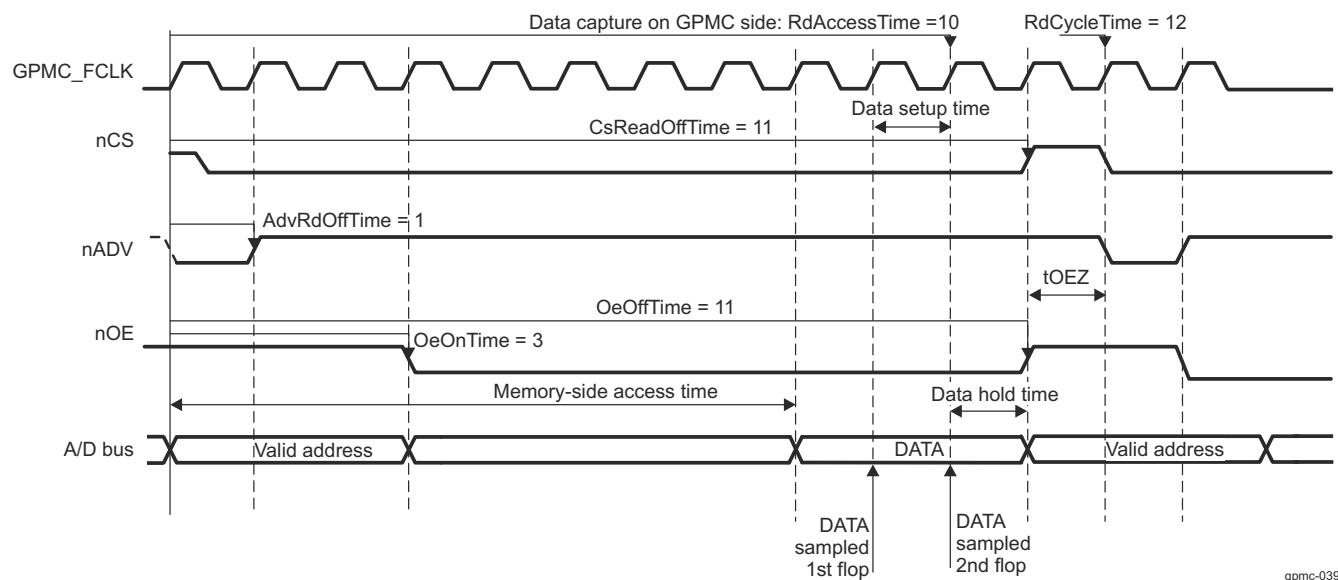 Data capture on GPMC side: RdAccessTime =10
RdCycleTime = 12
GPMC_FCLK
Data setup time
CsReadOffTime = 11
nCS
AdvRdOffTime = 1
nADV
tOEZ
OeOffTime = 11
nOE
OeOnTime = 3
Memory-side access time
Data hold time
A/D bus
Valid address
DATA
Valid address
DATA
sampled
1st flop
DATA
sampled
2nd flop
gpmc-039